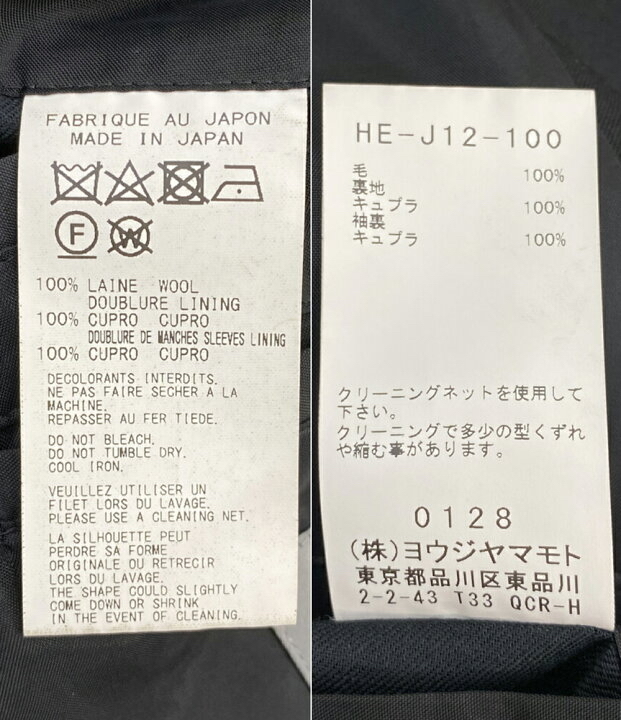 FABRIQUE AU JAPON
MADE IN JAPAN
F
W
100% LAINE WOOL
DOUBLURE LINING
100% CUPRO CUPRO
DOUBLURE DE MANCHES SLEEVES LINING
100% CUPRO CUPRO
DECOLORANTS INTERDITS.
NE PAS FAIRE SECHER A LA
MACHINE.
REPASSER AU FER TIEDE.
DO NOT BLEACH.
DO NOT TUMBLE DRY.
COOL IRON.
VEUILLEZ UTILISER UN
FILET LORS DU LAVAGE.
PLEASE USE A CLEANING NET.
LA SILHOUETTE PEUT
PERDRE SA FORME
ORIGINALE OU RETRECIR
LORS DU LAVAGE.
THE SHAPE COULD SLIGHTLY
COME DOWN OR SHRINK
IN THE EVENT OF CLEANING.
HE-J12-100
毛 100%
裏地
キュプラ 100%
袖裏
キュプラ 100%
クリーニングネットを使用して
下さい。
クリーニングで多少の型くずれ
や縮む事があります。
0128
(株)ヨウジヤマモト
東京都品川区東品川
2-2-43 T33 QCR-H